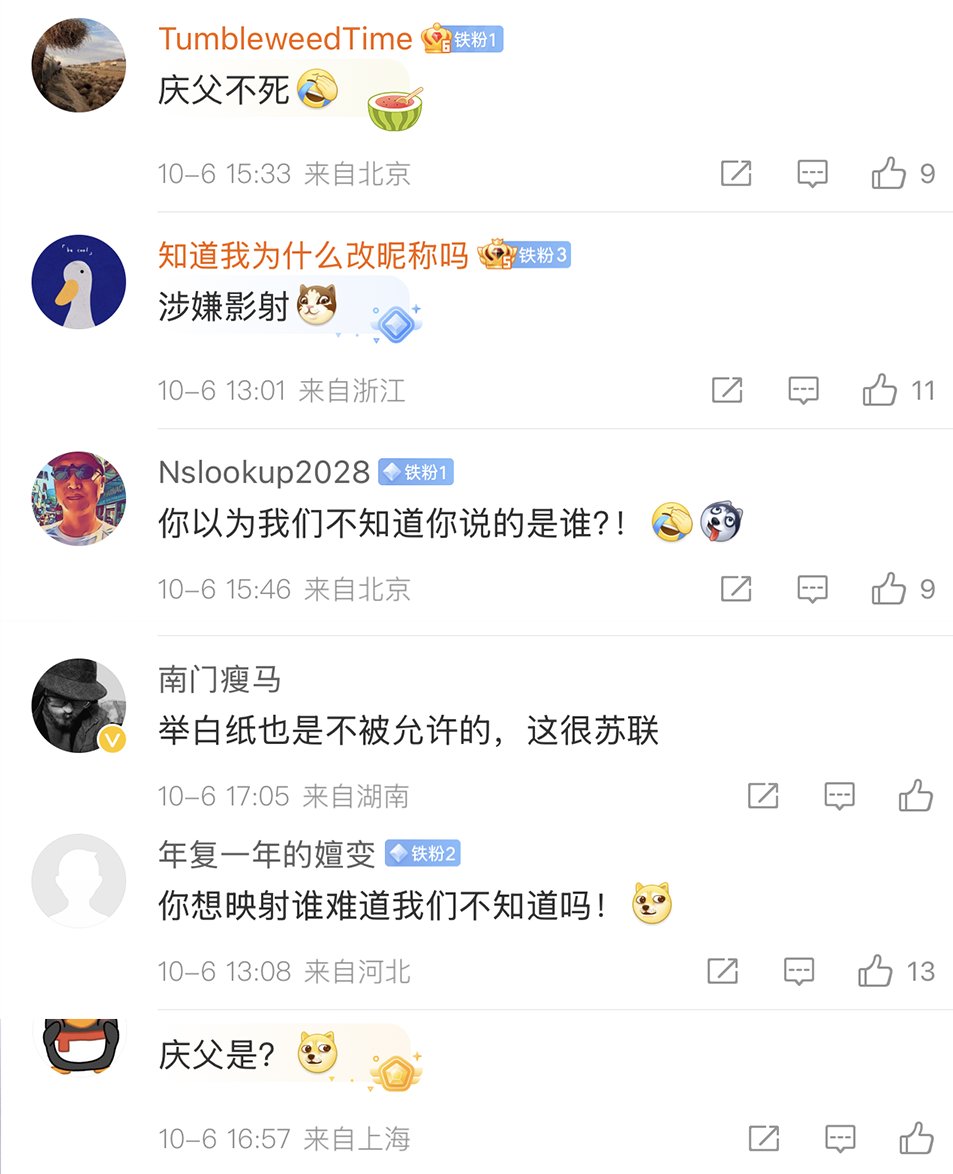 TumbleweedTime 6 铁粉1
庆父不死
10-6 15:33 来自北京
9
知道我为什么改昵称吗 5 铁粉3
「be cool」
涉嫌影射
10-6 13:01 来自浙江
11
Nslookup2028 铁粉1
你以为我们不知道你说的是谁?!
10-6 15:46 来自北京
9
南门瘦马
举白纸也是不被允许的，这很苏联
V
10-6 17:05 来自湖南
年复一年的嬗变 铁粉2
你想映射谁难道我们不知道吗!
10-6 13:08 来自河北
13
庆父是?
10-6 16:57 来自上海